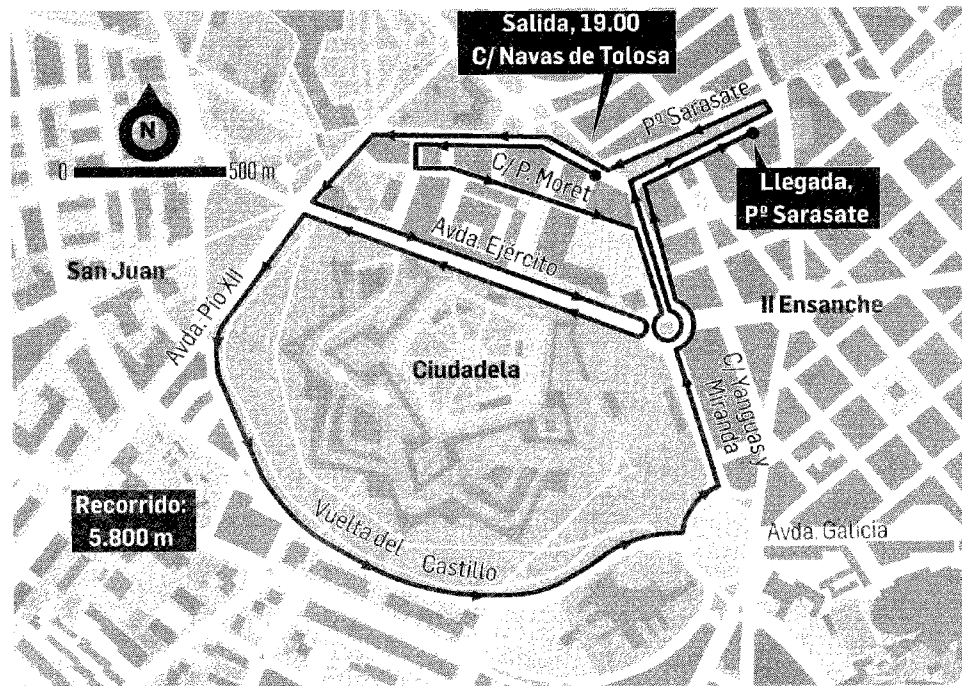 Salida, 19.00
C/ Navas de Tolosa
Pº Sarasate
N
0 500 m
C/ P. Moret
Llegada,
Pº Sarasate
Avda. Ejército
San Juan
Avda. Pío XII
II Ensanche
Ciudadela
C/ Yanguas y
Miranda
Recorrido:
5.800 m
Vuelta del
Castillo
Avda. Galicia